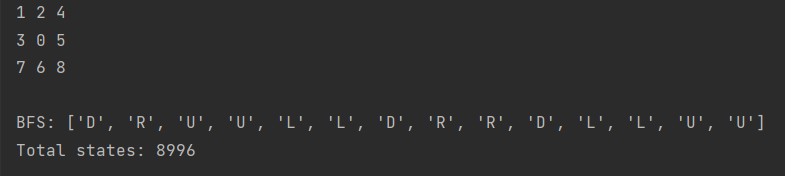 1 2 4
3 0 5
7 6 8
BFS: ['D', 'R', 'U', 'U', 'L', 'L', 'D', 'R', 'R', 'D', 'L', 'L', 'U', 'U']
Total states: 8996